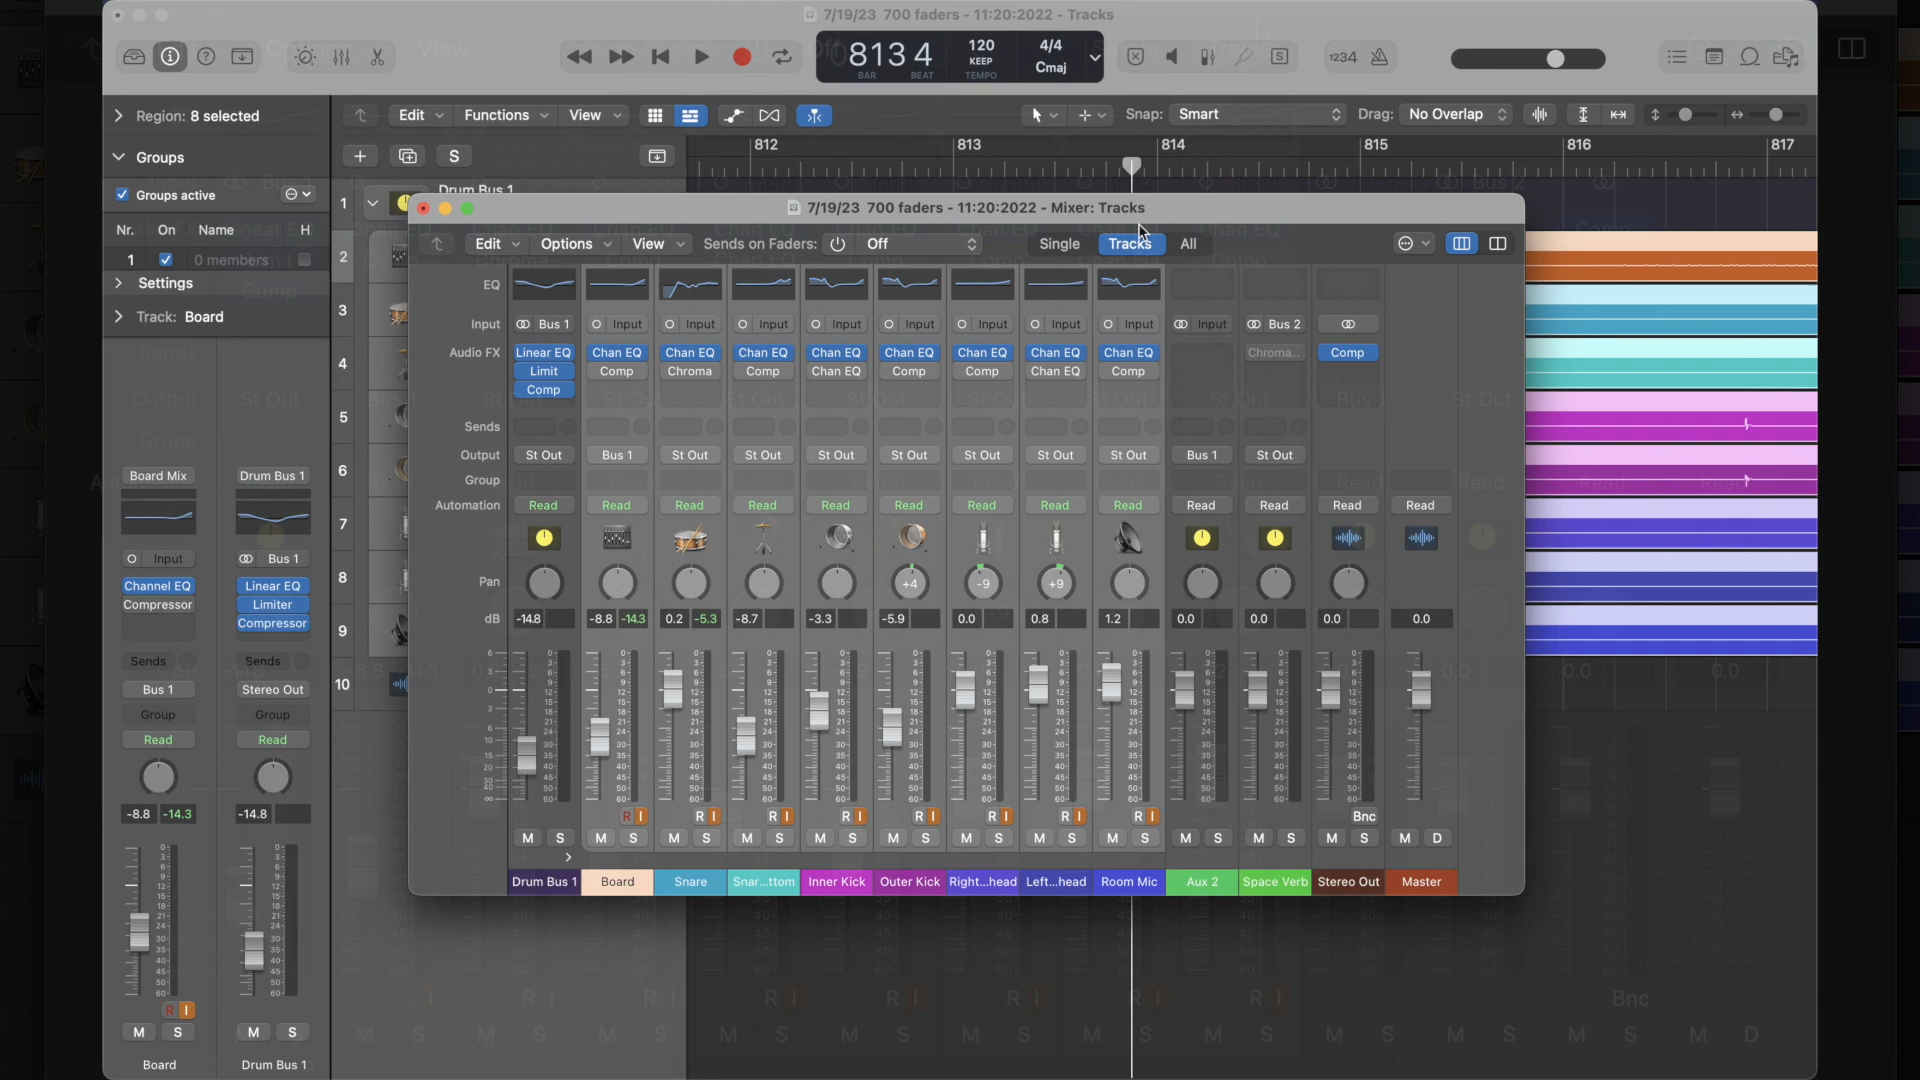 7/19/23 700 faders - 11:20:2022 - Tracks
8134
BAR BEAT
120
KEEP
TEMPO
4/4
Cmaj
1234
Region: 8 selected
Edit Functions View
Snap: Smart
Drag: No Overlap
Groups
S
812 813 814 815 816 817
Groups active
Nr. On Name H
1 0 members
Settings
Track: Board
1 Drum Bus 1
2
3
4
5
6
7
8
9
10
7/19/23 700 faders - 11:20:2022 - Mixer: Tracks
Edit Options View Sends on Faders: Off Single Tracks All
EQ
Input Bus 1 Input Input Input Input Input Input Input Input Input Bus 2
Audio FX Linear EQ Chan EQ Chan EQ Chan EQ Chan EQ Chan EQ Chan EQ Chan EQ Chan EQ Chroma... Comp
Limit Comp Chroma Comp Chan EQ Comp Comp Chan EQ Comp
Comp
Sends
Output St Out Bus 1 St Out St Out St Out St Out St Out St Out St Out Bus 1 St Out
Group
Automation Read Read Read Read Read Read Read Read Read Read Read Read Read
Pan +4 -9 +9
dB -14.8 -8.8 -14.3 0.2 -5.3 -8.7 -3.3 -5.9 0.0 0.8 1.2 0.0 0.0 0.0 0.0
R I R I R I R I R I R I R I R I Bnc
M S M S M S M S M S M S M S M S M S M S M S M S M D
Drum Bus 1 Board Snare Snar...ttom Inner Kick Outer Kick Right...head Left...head Room Mic Aux 2 Space Verb Stereo Out Master
Board Mix Drum Bus 1
Input Bus 1
Channel EQ Linear EQ
Compressor Limiter
Compressor
Sends Sends
Bus 1 Stereo Out
Group Group
Read Read
-8.8 -14.3 -14.8
R I
M S M S
Board Drum Bus 1